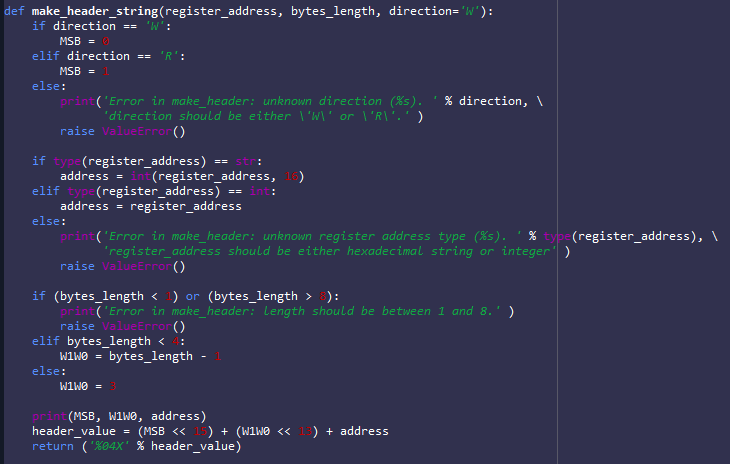 def make_header_string(register_address, bytes_length, direction='W'):
    if direction == 'W':
        MSB = 0
    elif direction == 'R':
        MSB = 1
    else:
        print('Error in make_header: unknown direction (%s). ' % direction, \
              'direction should be either \'W\' or \'R\'.' )
        raise ValueError()

    if type(register_address) == str:
        address = int(register_address, 16)
    elif type(register_address) == int:
        address = register_address
    else:
        print('Error in make_header: unknown register address type (%s). ' % type(register_address), \
              'register_address should be either hexadecimal string or integer' )
        raise ValueError()

    if (bytes_length < 1) or (bytes_length > 8):
        print('Error in make_header: length should be between 1 and 8.' )
        raise ValueError()
    elif bytes_length < 4:
        W1W0 = bytes_length - 1
    else:
        W1W0 = 3

    print(MSB, W1W0, address)
    header_value = (MSB << 15) + (W1W0 << 13) + address
    return ('%04X' % header_value)